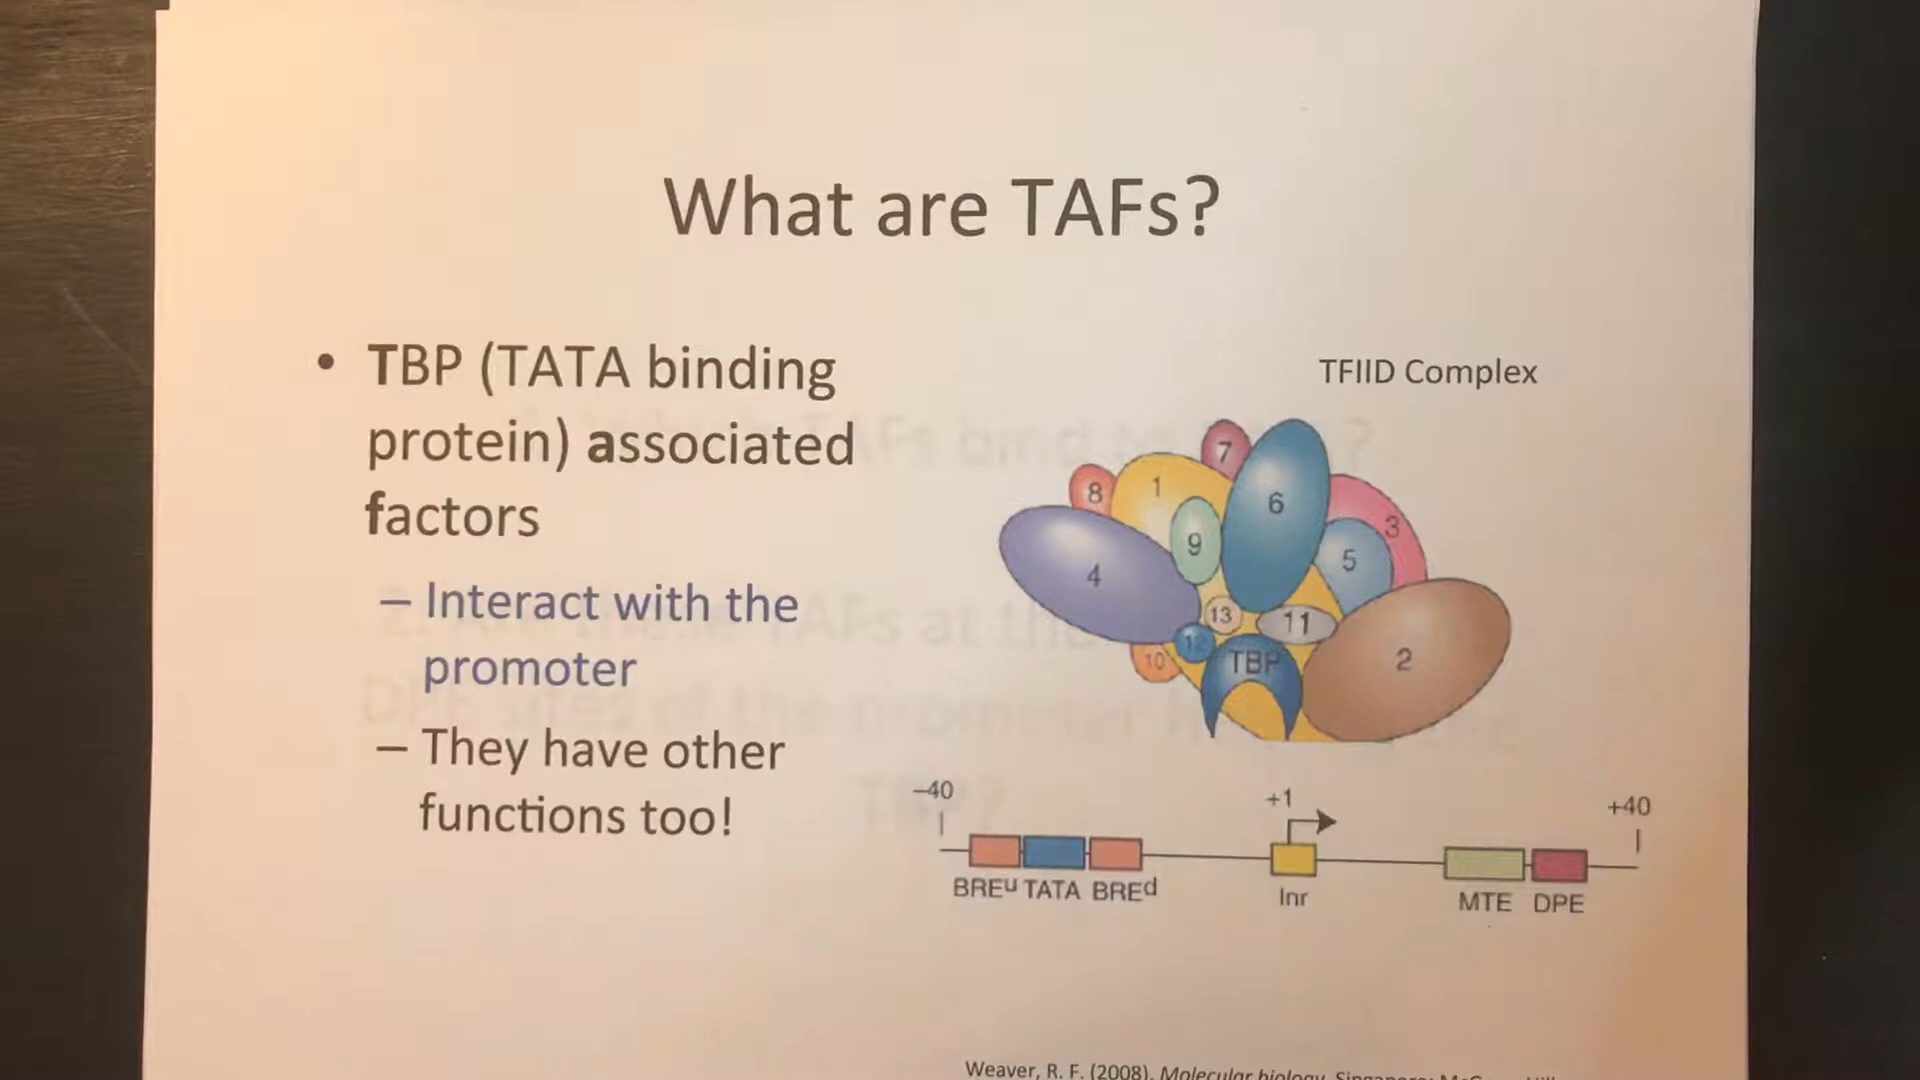 What are TAFs?
• TBP (TATA binding
protein) associated
factors
– Interact with the
promoter
– They have other
functions too!
TFIID Complex
7
6
8
1
3
9
5
4
13
11
12
10
TBP
2
–40
+1
+40
BREu TATA BREd
Inr
MTE DPE
Weaver, R. F. (2008). Molecular biology. Singapore: